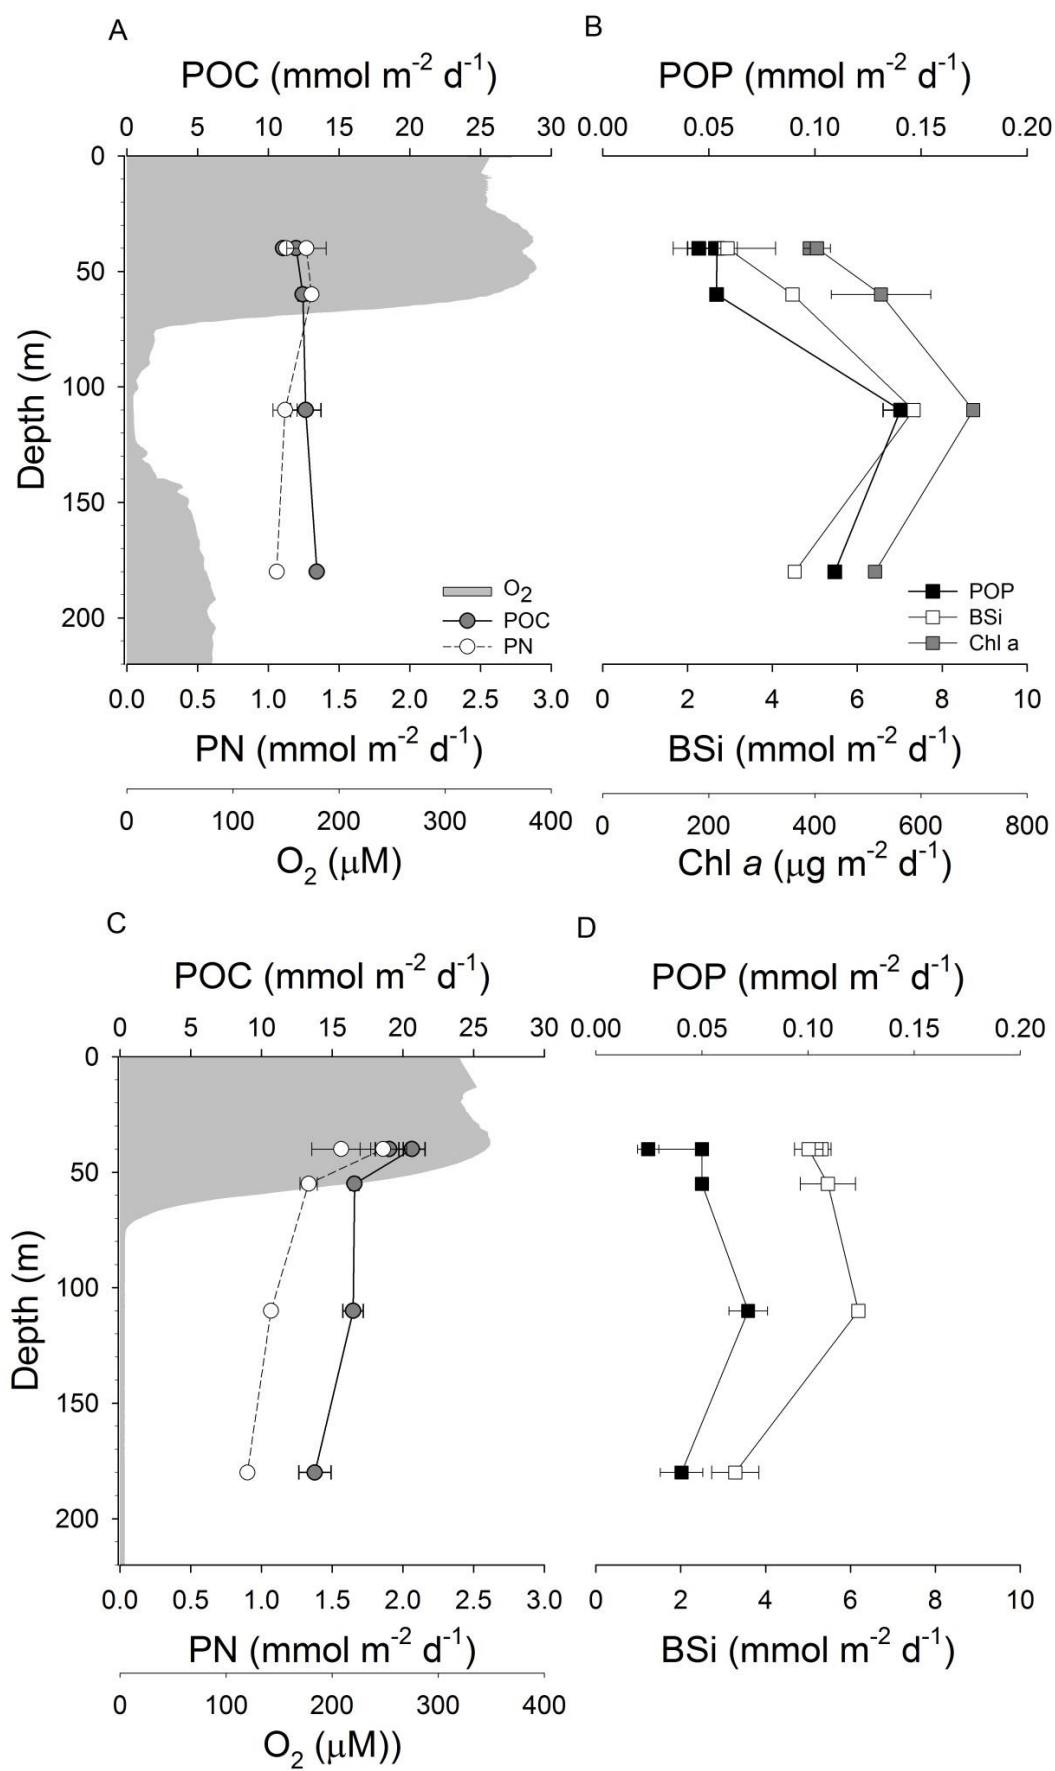 A
POC (mmol m-2 d-1)
0 5 10 15 20 25 30
0
50
100
150
200
Depth (m)
O2
POC
PN
0.0 0.5 1.0 1.5 2.0 2.5 3.0
PN (mmol m-2 d-1)
0 100 200 300 400
O2 (μM)
B
POP (mmol m-2 d-1)
0.00 0.05 0.10 0.15 0.20
POP
BSi
Chl a
0 2 4 6 8 10
BSi (mmol m-2 d-1)
0 200 400 600 800
Chl a (μg m-2 d-1)
C
POC (mmol m-2 d-1)
0 5 10 15 20 25 30
0
50
100
150
200
Depth (m)
0.0 0.5 1.0 1.5 2.0 2.5 3.0
PN (mmol m-2 d-1)
0 100 200 300 400
O2 (μM))
D
POP (mmol m-2 d-1)
0.00 0.05 0.10 0.15 0.20
0 2 4 6 8 10
BSi (mmol m-2 d-1)